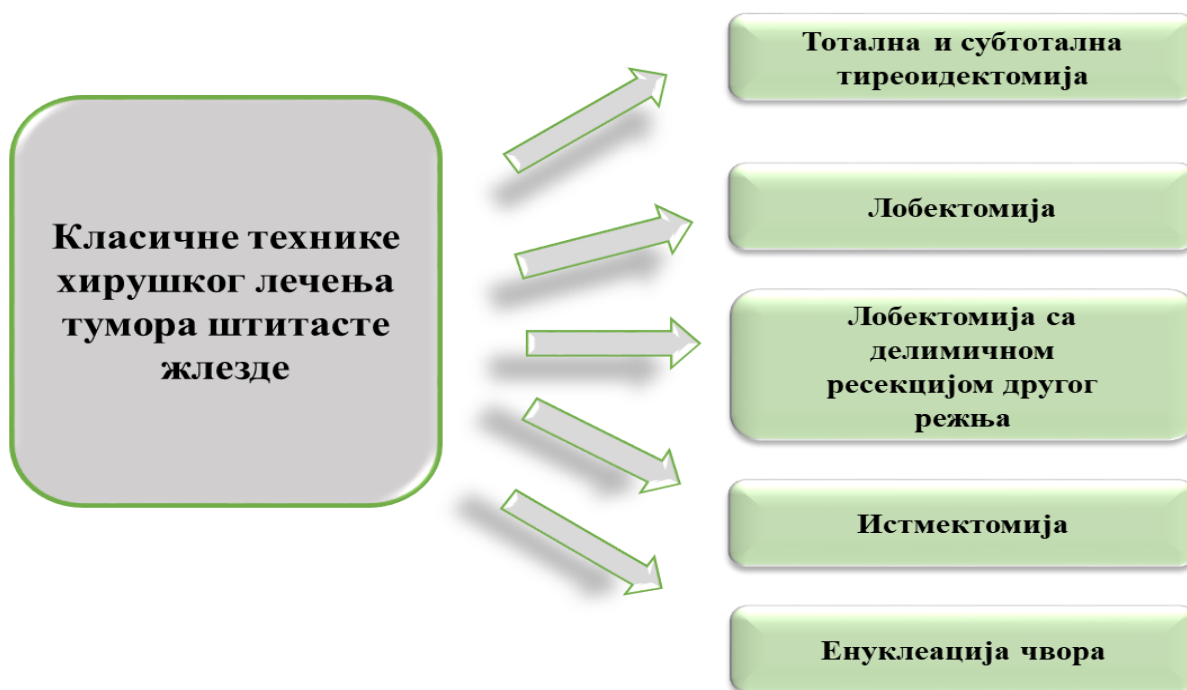 Класичне технике
хирушког лечења
тумора штитасте
жлезде
Тотална и субтотална
тиреоидектомија
Лобектомија
Лобектомија са
делимичном
ресекцијом другог
режња
Истмектомија
Енуклеација чвора